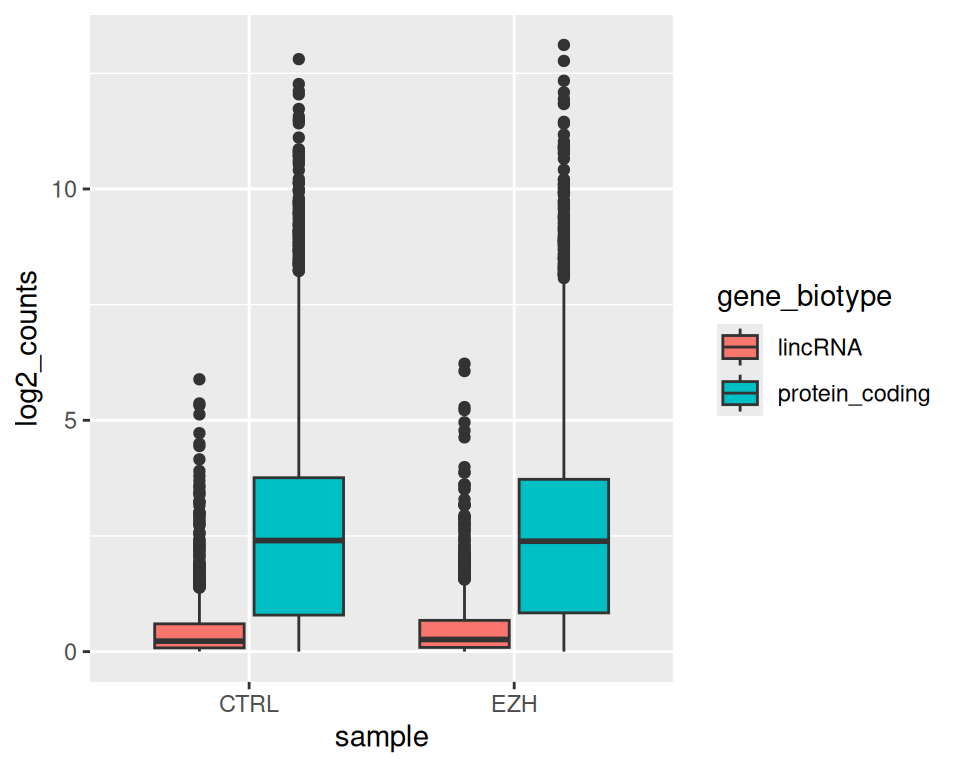 log2_counts
10
5
0
CTRL
EZH
sample
gene_biotype
lincRNA
protein_coding